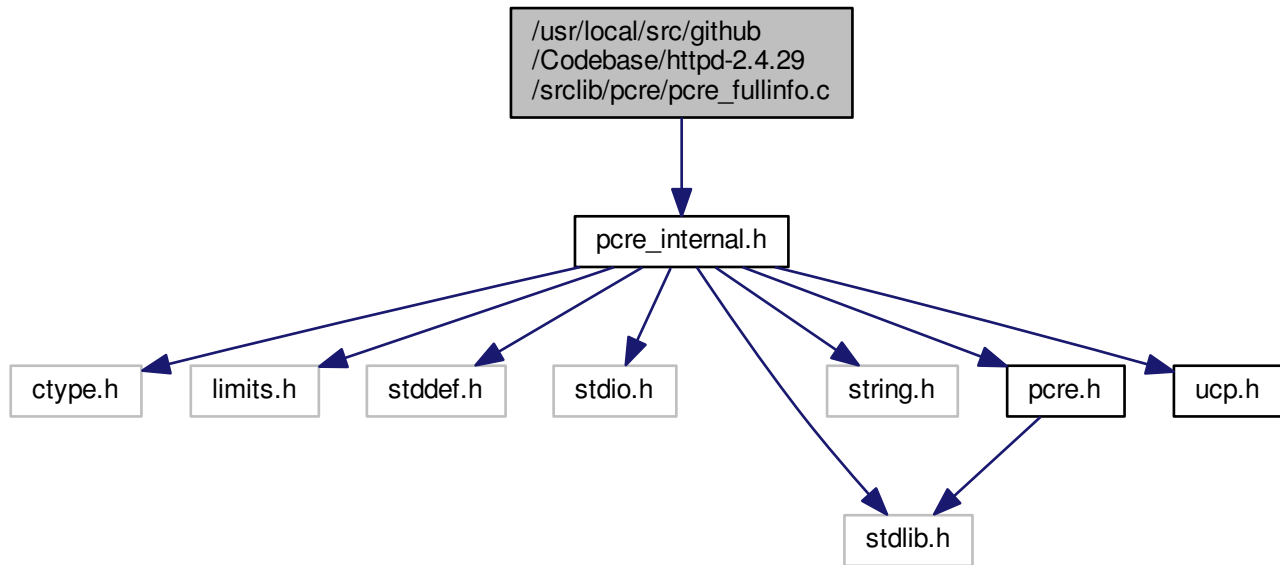 /usr/local/src/github
/Codebase/httpd-2.4.29
/srclib/pcre/pcre_fullinfo.c
pcre_internal.h
ctype.h
limits.h
stddef.h
stdio.h
string.h
pcre.h
ucp.h
stdlib.h